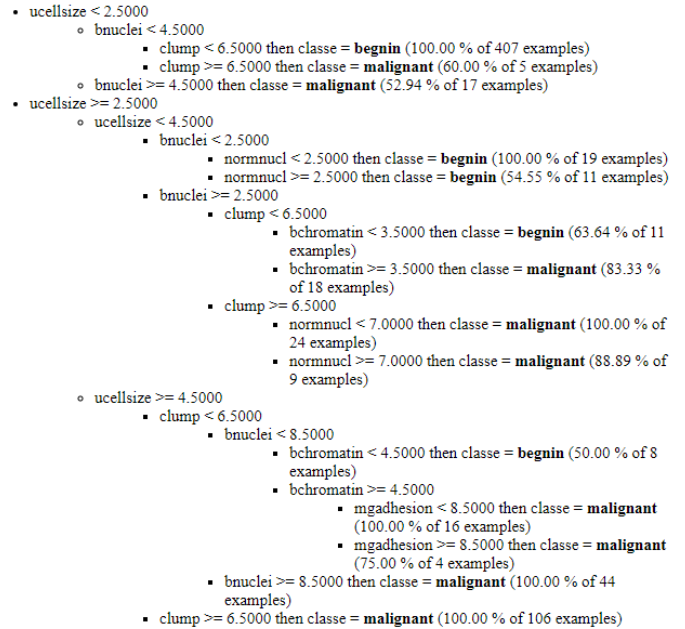 • ucellsize < 2.5000
◦ bnuclei < 4.5000
▪ clump < 6.5000 then classe = begnin (100.00 % of 407 examples)
▪ clump >= 6.5000 then classe = malignant (60.00 % of 5 examples)
◦ bnuclei >= 4.5000 then classe = malignant (52.94 % of 17 examples)
• ucellsize >= 2.5000
◦ ucellsize < 4.5000
▪ bnuclei < 2.5000
▪ normnucl < 2.5000 then classe = begnin (100.00 % of 19 examples)
▪ normnucl >= 2.5000 then classe = begnin (54.55 % of 11 examples)
▪ bnuclei >= 2.5000
▪ clump < 6.5000
▪ bchromatin < 3.5000 then classe = begnin (63.64 % of 11
examples)
▪ bchromatin >= 3.5000 then classe = malignant (83.33 %
of 18 examples)
▪ clump >= 6.5000
▪ normnucl < 7.0000 then classe = malignant (100.00 % of
24 examples)
▪ normnucl >= 7.0000 then classe = malignant (88.89 % of
9 examples)
◦ ucellsize >= 4.5000
▪ clump < 6.5000
▪ bnuclei < 8.5000
▪ bchromatin < 4.5000 then classe = begnin (50.00 % of 8
examples)
▪ bchromatin >= 4.5000
▪ mgadhesion < 8.5000 then classe = malignant
(100.00 % of 16 examples)
▪ mgadhesion >= 8.5000 then classe = malignant
(75.00 % of 4 examples)
▪ bnuclei >= 8.5000 then classe = malignant (100.00 % of 44
examples)
▪ clump >= 6.5000 then classe = malignant (100.00 % of 106 examples)